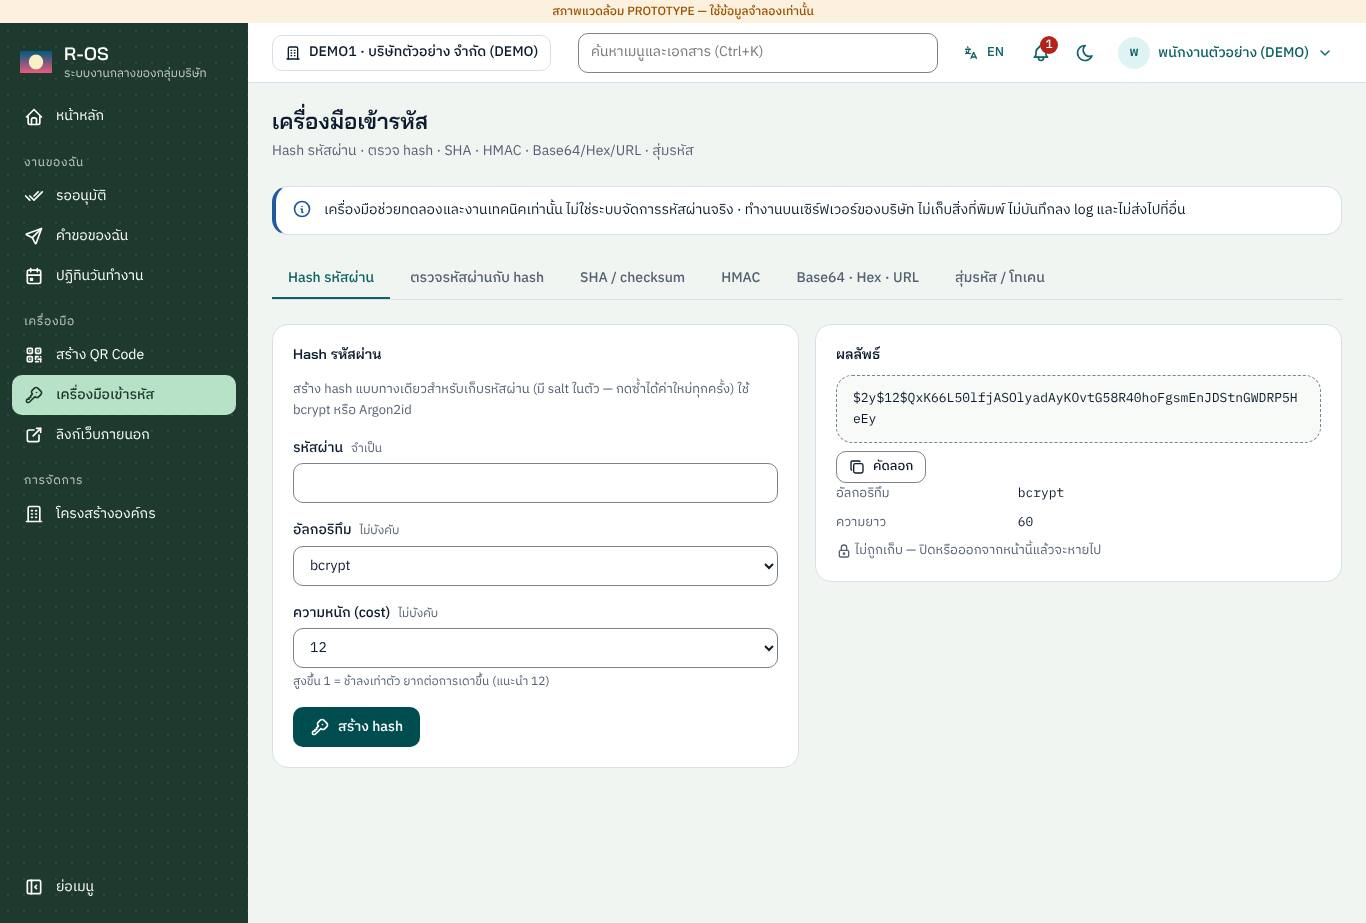 สภาพแวดล้อม PROTOTYPE — ใช้ข้อมูลจำลองเท่านั้น
R-OS
ระบบงานกลางของกลุ่มบริษัท
หน้าหลัก
งานของฉัน
รออนุมัติ
คำขอของฉัน
ปฏิทินวันทำงาน
เครื่องมือ
สร้าง QR Code
เครื่องมือเข้ารหัส
ลิงก์เว็บภายนอก
การจัดการ
โครงสร้างองค์กร
ย่อเมนู
DEMO1 · บริษัทตัวอย่าง จำกัด (DEMO)
ค้นหาเมนูและเอกสาร (Ctrl+K)
EN
1
พ
พนักงานตัวอย่าง (DEMO)
เครื่องมือเข้ารหัส
Hash รหัสผ่าน · ตรวจ hash · SHA · HMAC · Base64/Hex/URL · สุ่มรหัส
เครื่องมือช่วยทดลองและงานเทคนิคเท่านั้น ไม่ใช่ระบบจัดการรหัสผ่านจริง · ทำงานบนเซิร์ฟเวอร์ของบริษัท ไม่เก็บสิ่งที่พิมพ์ ไม่บันทึกลง log และไม่ส่งไปที่อื่น
Hash รหัสผ่าน
ตรวจรหัสผ่านกับ hash
SHA / checksum
HMAC
Base64 · Hex · URL
สุ่มรหัส / โทเคน
Hash รหัสผ่าน
สร้าง hash แบบทางเดียวสำหรับเก็บรหัสผ่าน (มี salt ในตัว — กดซ้ำได้ค่าใหม่ทุกครั้ง) ใช้
bcrypt หรือ Argon2id
รหัสผ่าน จำเป็น
อัลกอริทึม ไม่บังคับ
bcrypt
ความหนัก (cost) ไม่บังคับ
12
สูงขึ้น 1 = ช้าลงเท่าตัว ยากต่อการเดาขึ้น (แนะนำ 12)
สร้าง hash
ผลลัพธ์
$2y$12$QxK66L50lfjASOlyadAyKOvtG58R40hoFgsmEnJDStnGWDRP5H
eEy
คัดลอก
อัลกอริทึม bcrypt
ความยาว 60
ไม่ถูกเก็บ — ปิดหรือออกจากหน้านี้แล้วจะหายไป